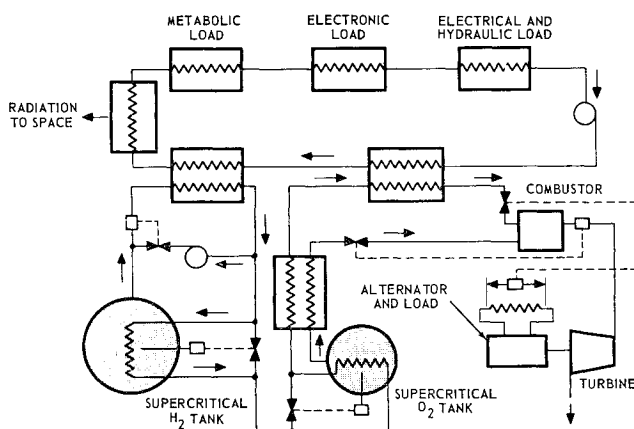 METABOLIC
LOAD
ELECTRONIC
LOAD
ELECTRICAL AND
HYDRAULIC LOAD
RADIATION
TO SPACE
COMBUSTOR
ALTERNATOR
AND LOAD
TURBINE
SUPERCRITICAL
H₂ TANK
SUPERCRITICAL
O₂ TANK